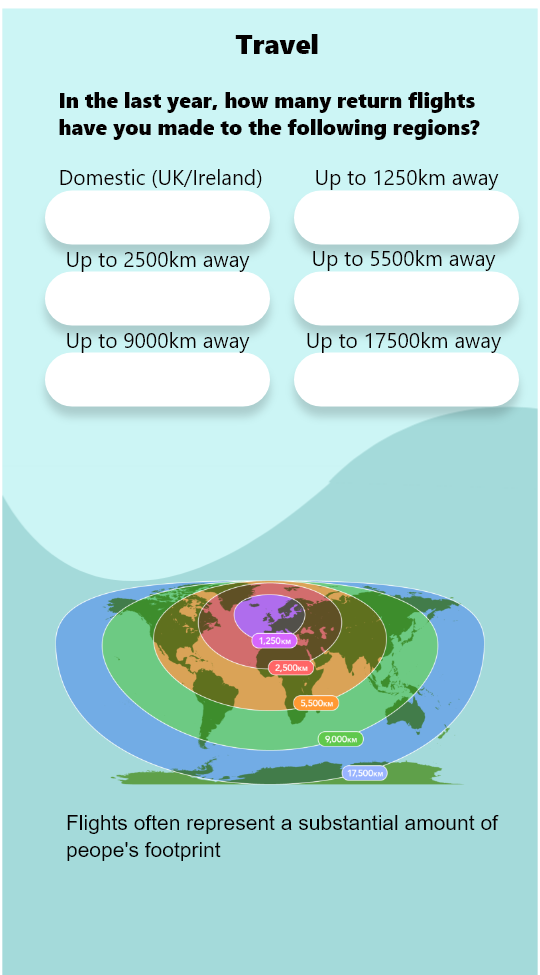 Travel
In the last year, how many return flights
have you made to the following regions?
Domestic (UK/Ireland)
Up to 1250km away
Up to 2500km away
Up to 5500km away
Up to 9000km away
Up to 17500km away
1,250KM
2,500KM
5,500KM
9,000KM
17,500KM
Flights often represent a substantial amount of
peope's footprint